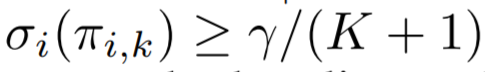 σ_i(π_{i,k}) ≥ γ/(K + 1)